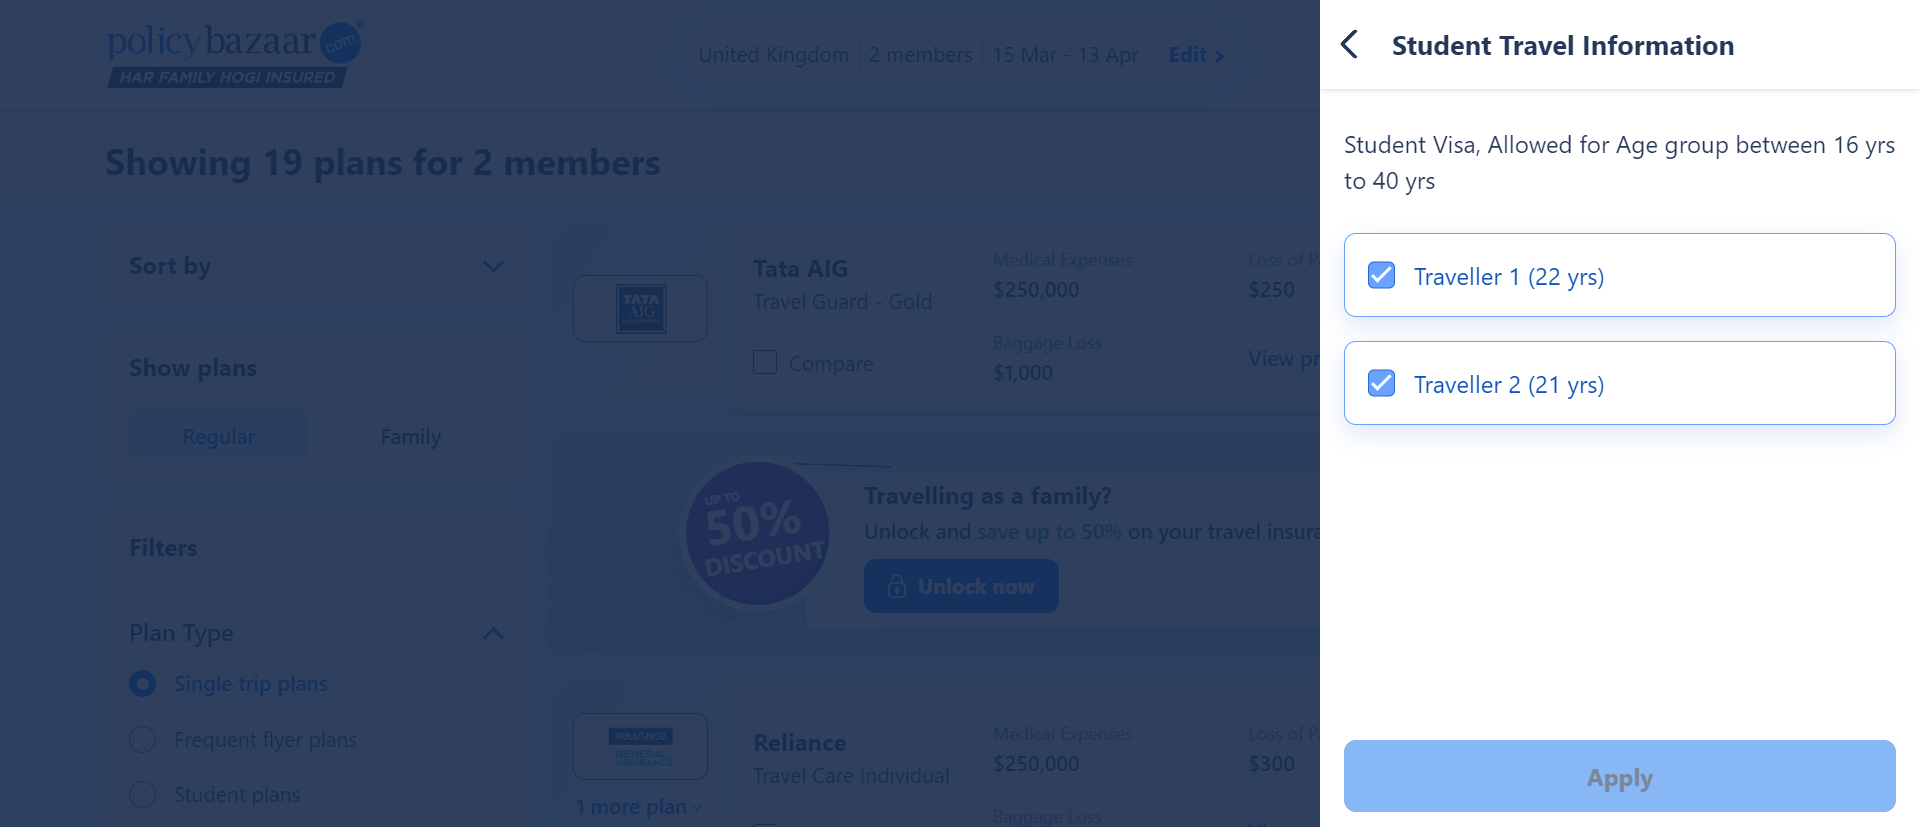 policybazaar.com®
HAR FAMILY HOGI INSURED
United Kingdom 2 members 15 Mar - 13 Apr Edit
Student Travel Information
Showing 19 plans for 2 members
Student Visa, Allowed for Age group between 16 yrs
to 40 yrs
Traveller 1 (22 yrs)
Traveller 2 (21 yrs)
Apply
Sort by
Show plans
Regular Family
Filters
Plan Type
Single trip plans
Frequent flyer plans
Student plans
TATA
AIG
INSURANCE
Tata AIG
Travel Guard - Gold
Compare
Medical Expenses
$250,000
Baggage Loss
$1,000
Loss of P
$250
View pr
UP TO
50%
DISCOUNT
Travelling as a family?
Unlock and save up to 50% on your travel insura
Unlock now
RELIANCE
GENERAL
INSURANCE
1 more plan
Reliance
Travel Care Individual
Medical Expenses
$250,000
Baggage Loss
Loss of P
$300